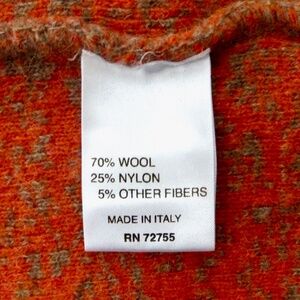 70% WOOL
25% NYLON
5% OTHER FIBERS
MADE IN ITALY
RN 72755